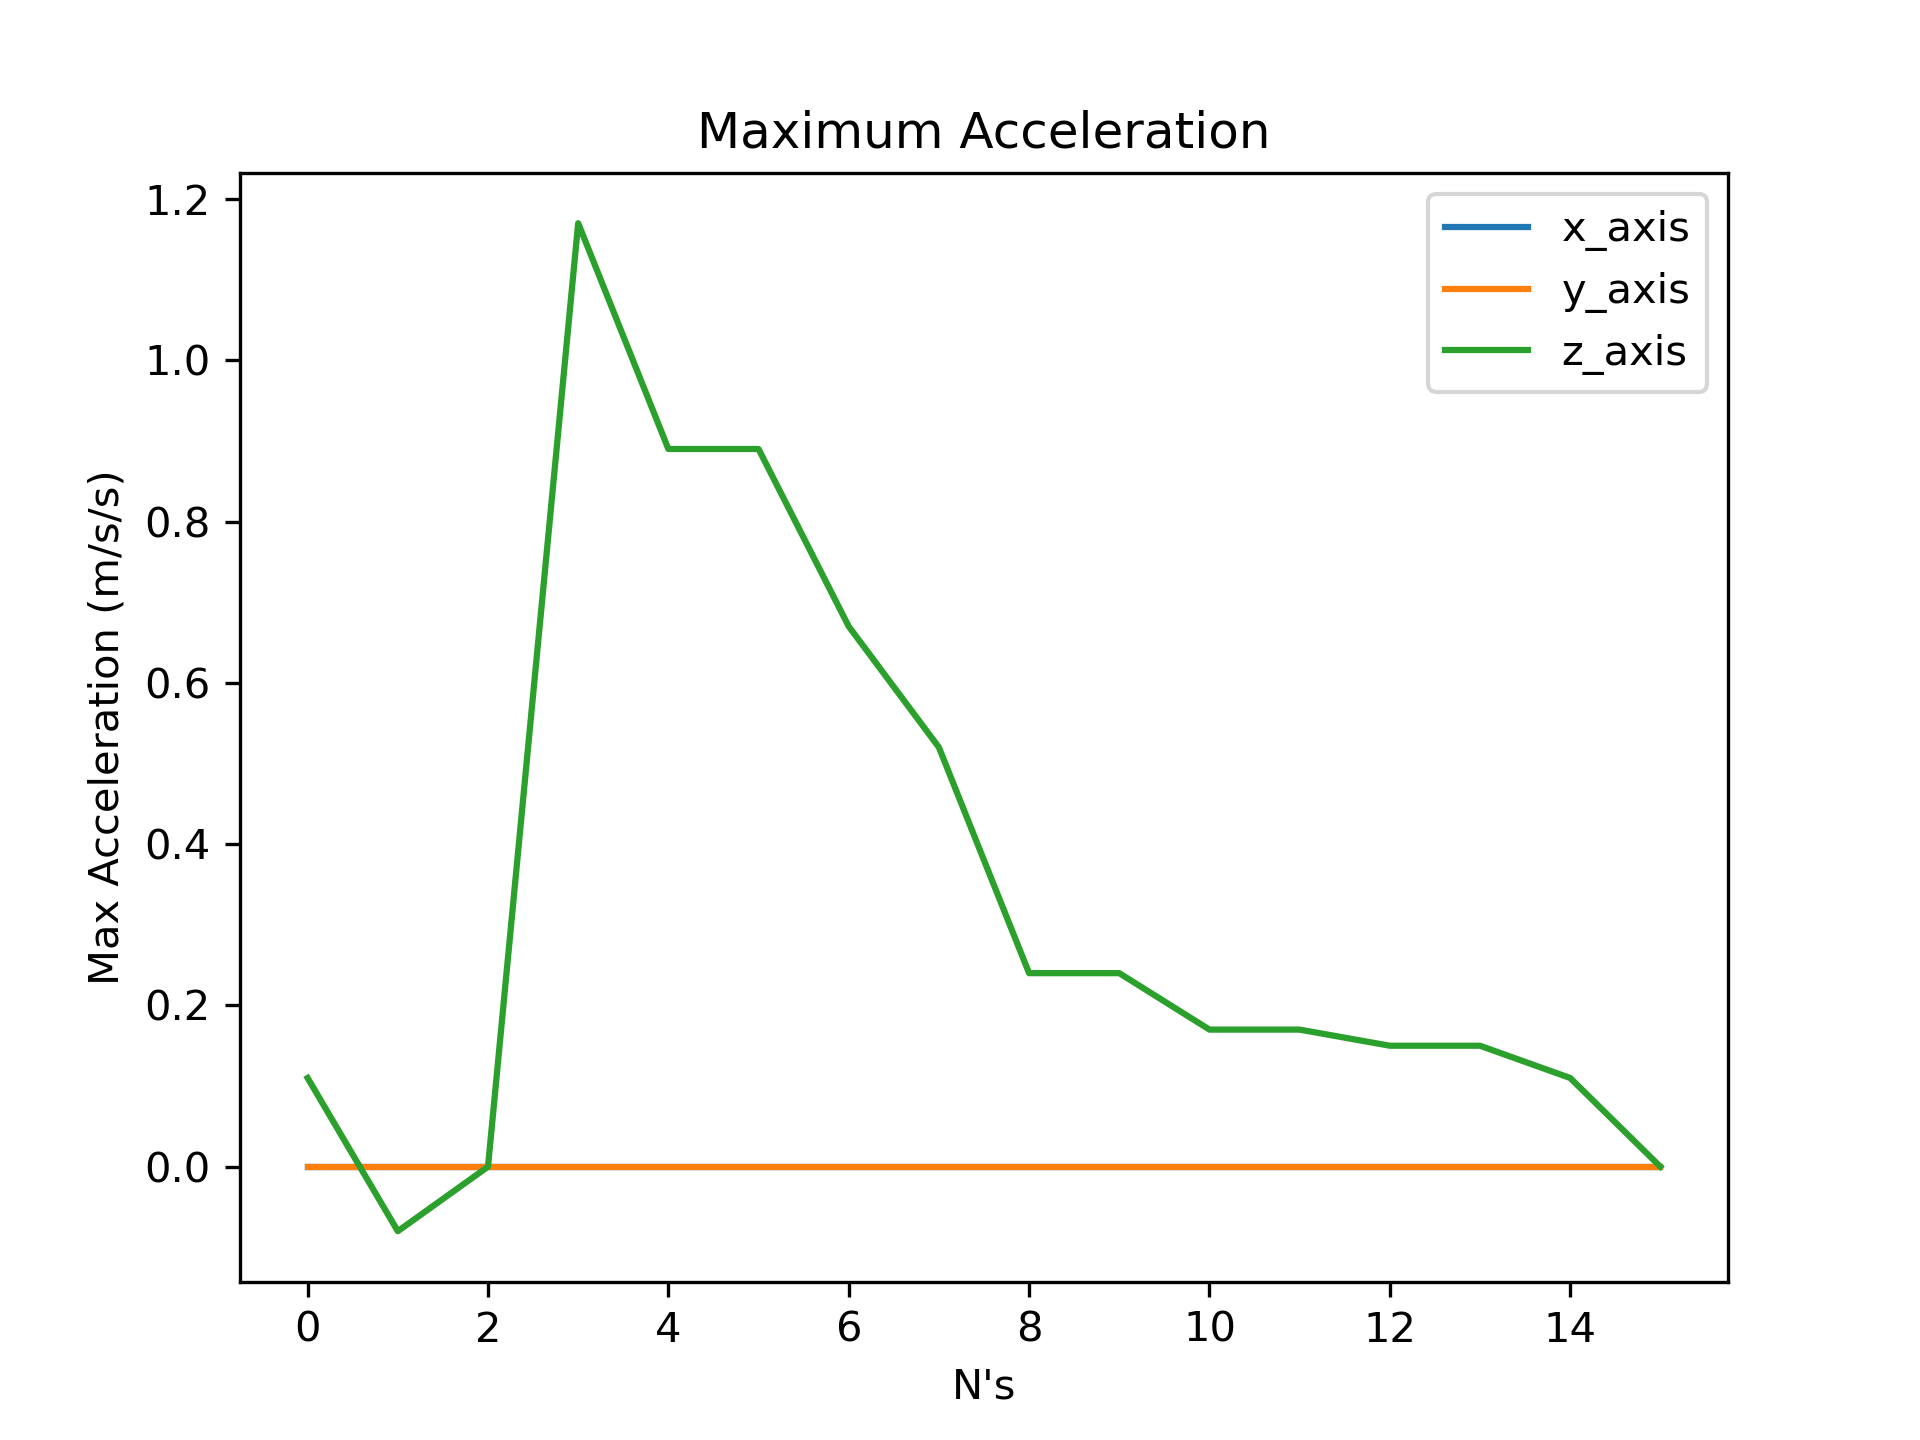 Maximum Acceleration
1.2
1.0
0.8
0.6
0.4
0.2
0.0
Max Acceleration (m/s/s)
x_axis
y_axis
z_axis
0 2 4 6 8 10 12 14
N's